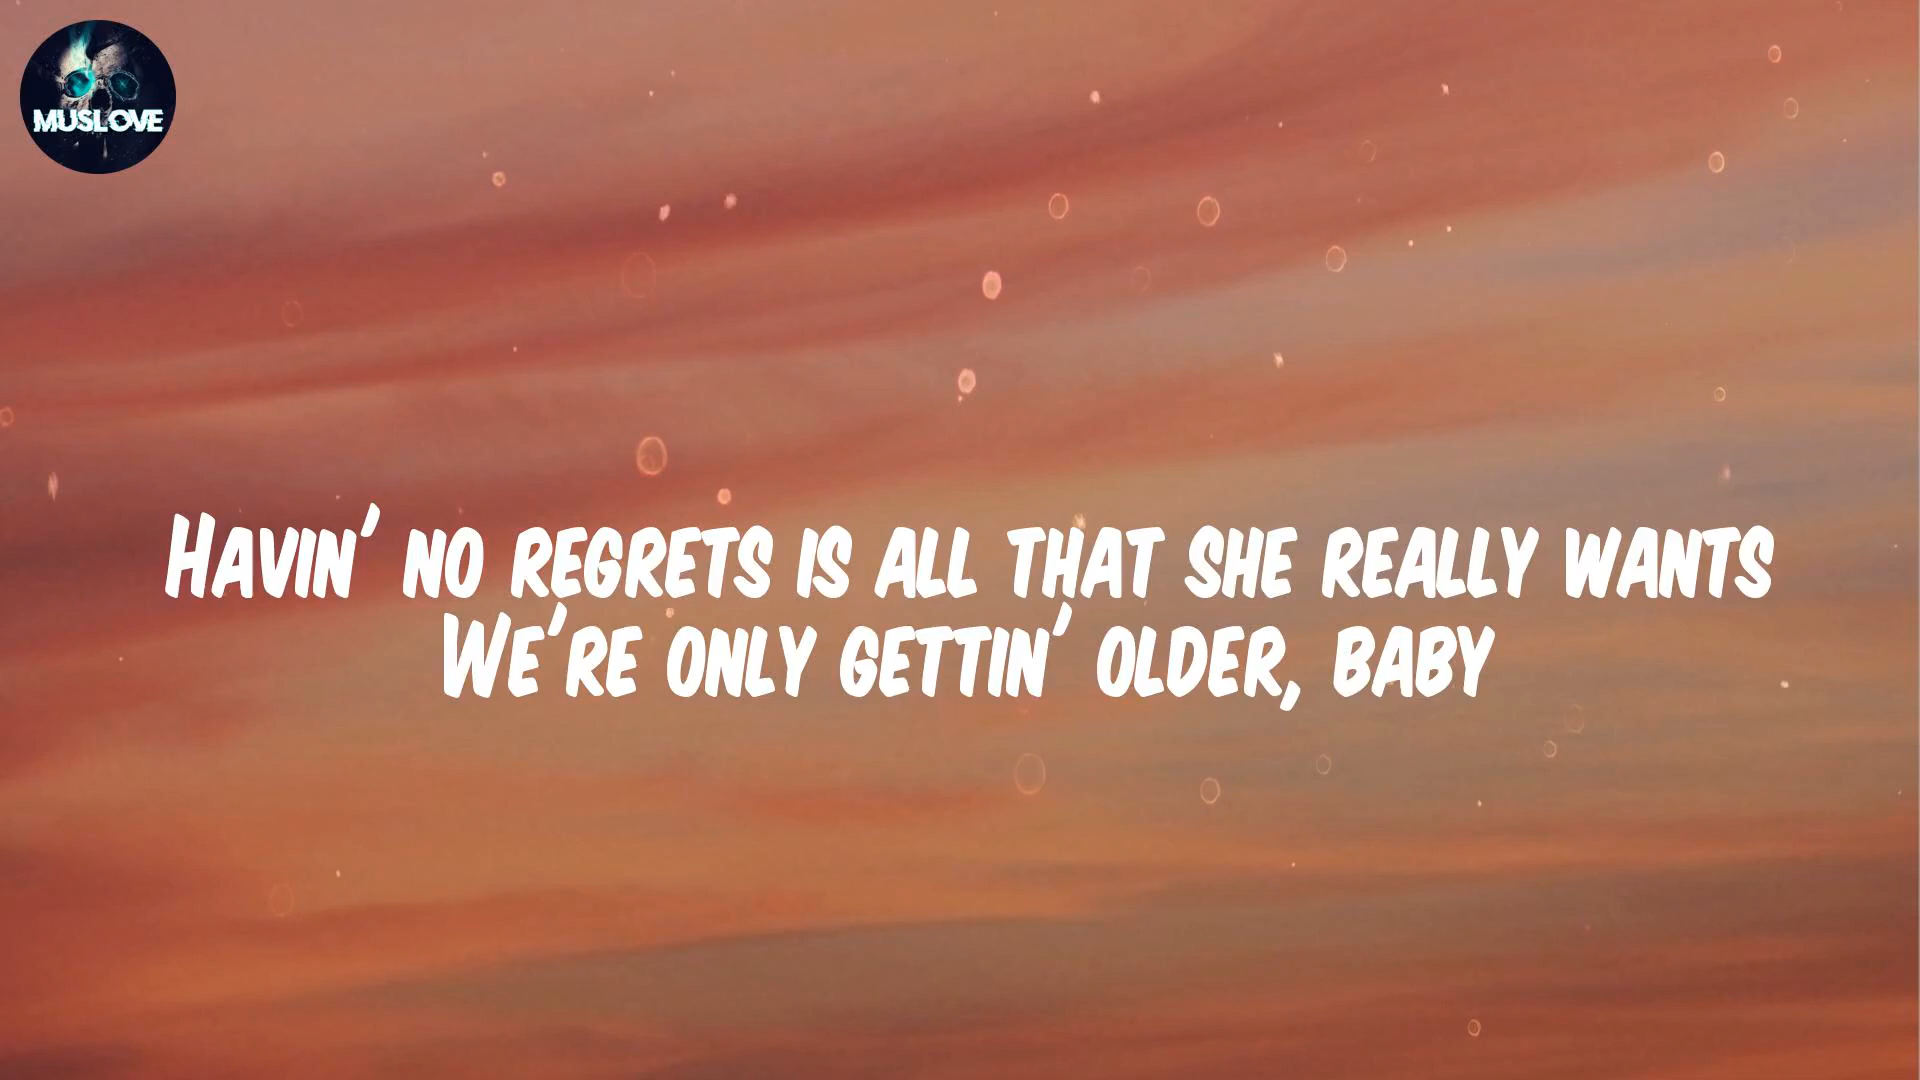 MUSLOVE
Havin' no regrets is all that she really wants
We're only gettin' older, baby